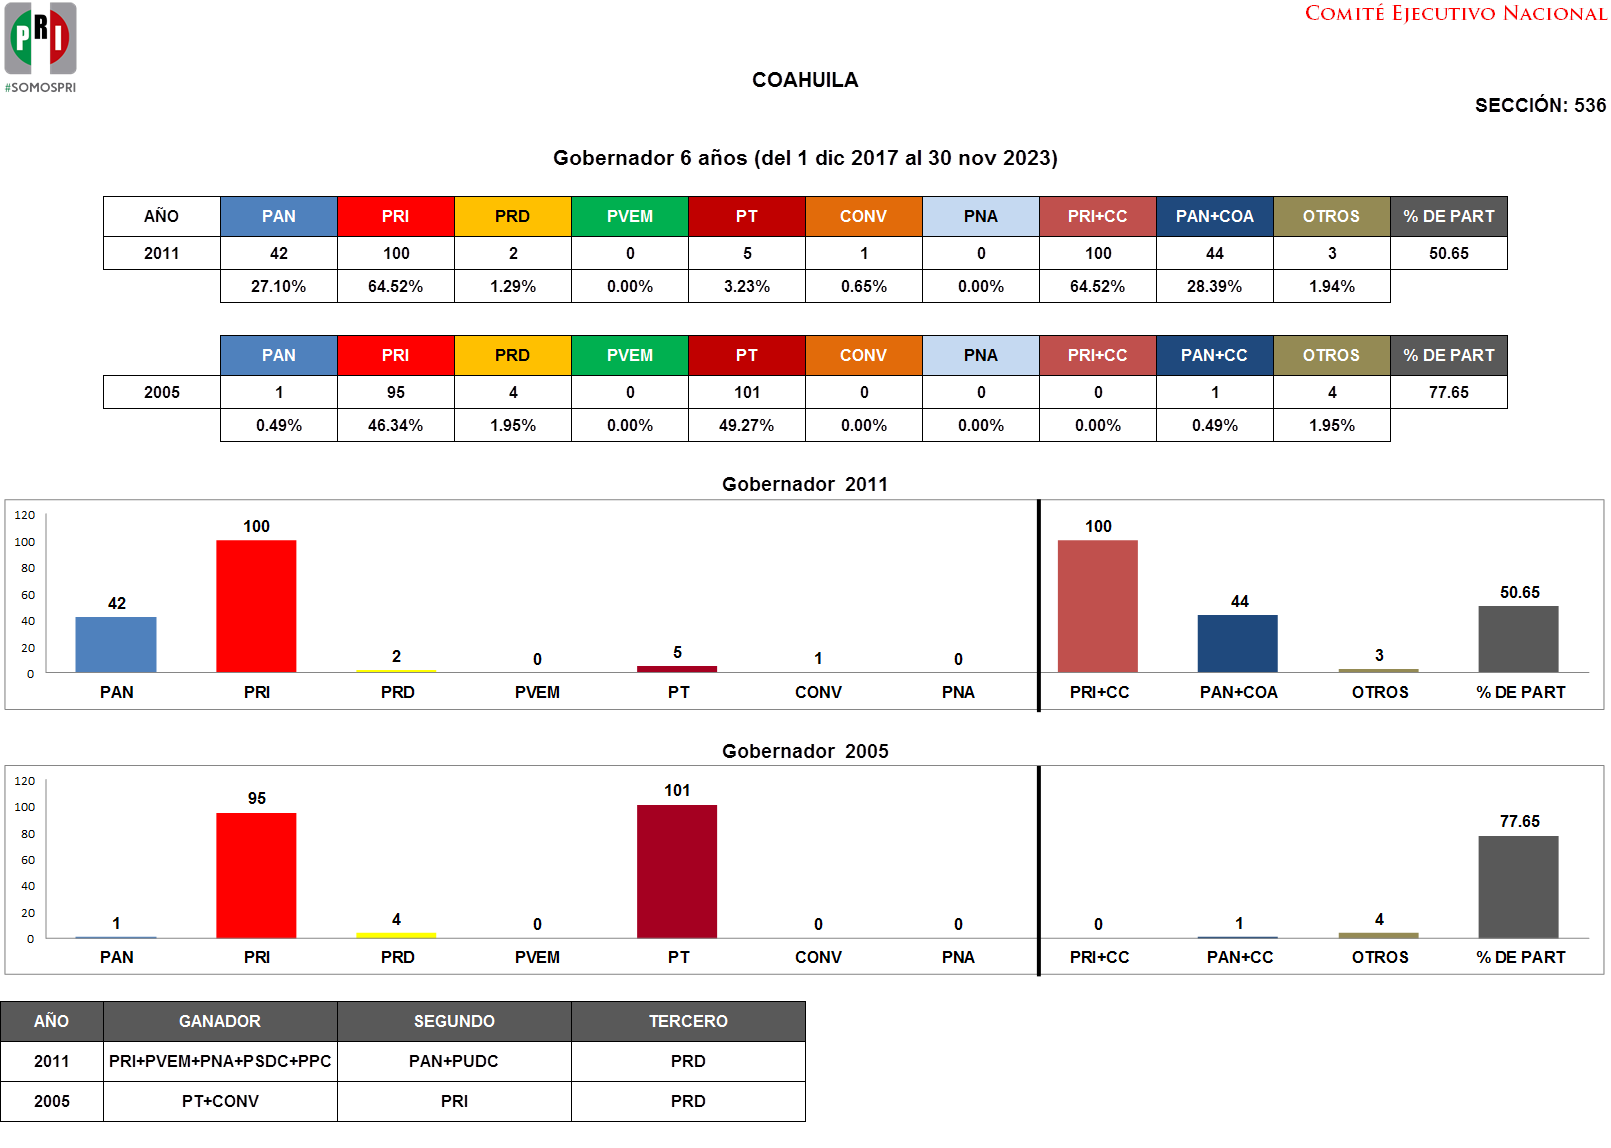 PRI
#SOMOSPRI
COMITÉ EJECUTIVO NACIONAL
COAHUILA
SECCIÓN: 536
Gobernador 6 años (del 1 dic 2017 al 30 nov 2023)
AÑO PAN PRI PRD PVEM PT CONV PNA PRI+CC PAN+COA OTROS % DE PART
2011 42 100 2 0 5 1 0 100 44 3 50.65
27.10% 64.52% 1.29% 0.00% 3.23% 0.65% 0.00% 64.52% 28.39% 1.94%
PAN PRI PRD PVEM PT CONV PNA PRI+CC PAN+CC OTROS % DE PART
2005 1 95 4 0 101 0 0 0 1 4 77.65
0.49% 46.34% 1.95% 0.00% 49.27% 0.00% 0.00% 0.00% 0.49% 1.95%
Gobernador 2011
120
100
80
60
40
20
0
42 100 2 0 5 1 0 100 44 3 50.65
PAN PRI PRD PVEM PT CONV PNA PRI+CC PAN+COA OTROS % DE PART
Gobernador 2005
120
100
80
60
40
20
0
1 95 4 0 101 0 0 0 1 4 77.65
PAN PRI PRD PVEM PT CONV PNA PRI+CC PAN+CC OTROS % DE PART
AÑO GANADOR SEGUNDO TERCERO
2011 PRI+PVEM+PNA+PSDC+PPC PAN+PUDC PRD
2005 PT+CONV PRI PRD